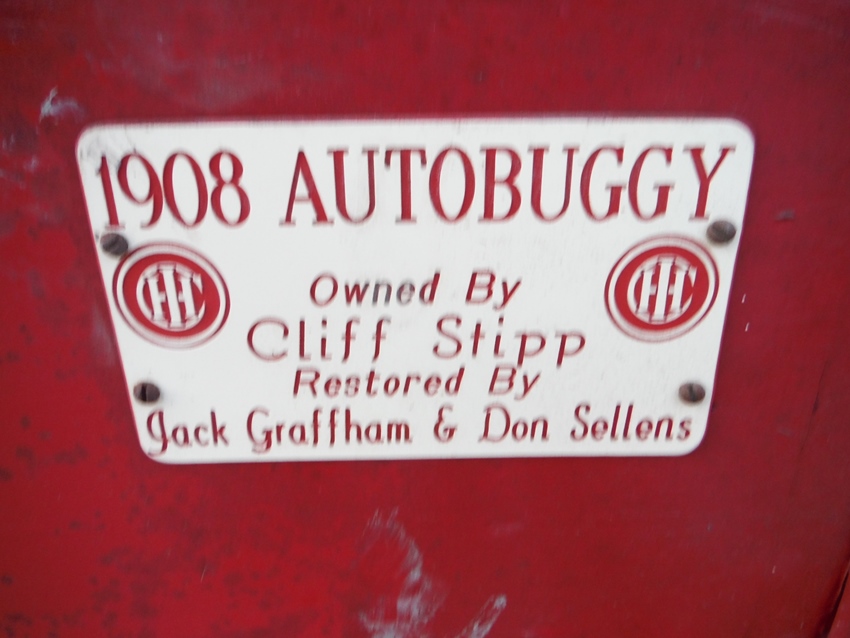 1908 AUTOBUGGY
IHC IHC
Owned By
Cliff Stipp
Restored By
Jack Graffham & Don Sellens